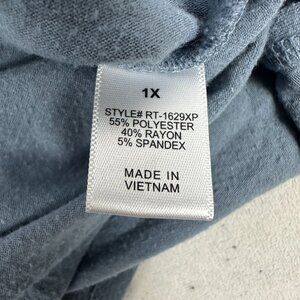 1X
STYLE# RT-1629XP
55% POLYESTER
40% RAYON
5% SPANDEX
MADE IN
VIETNAM